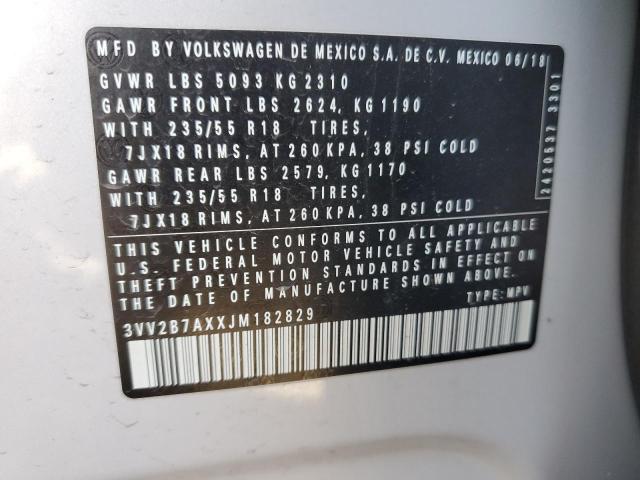 MFD BY VOLKSWAGEN DE MEXICO S.A. DE C.V. MEXICO 06/18
GVWR LBS 5093 KG 2310
GAWR FRONT LBS 2624, KG 1190
WITH 235/55 R18 TIRES,
7JX18 RIMS, AT 260 KPA, 38 PSI COLD
GAWR REAR LBS 2579, KG 1170
WITH 235/55 R18 TIRES,
7JX18 RIMS, AT 260 KPA, 38 PSI COLD
THIS VEHICLE CONFORMS TO ALL APPLICABLE
U.S. FEDERAL MOTOR VEHICLE SAFETY AND
THEFT PREVENTION STANDARDS IN EFFECT ON
THE DATE OF MANUFACTURE SHOWN ABOVE.
3VV2B7AXXJM182829 TYPE: MPV
2420537 3301